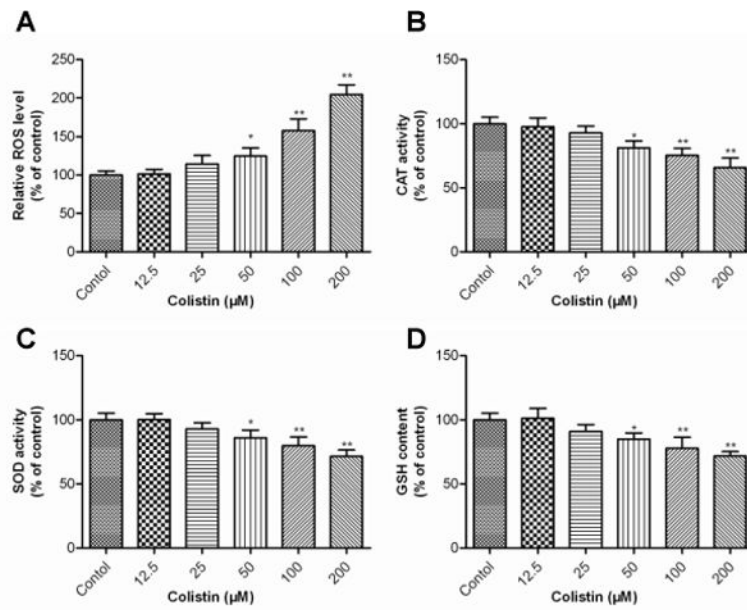 A
Relative ROS level
(% of control)
250
200
150
100
50
0
*
**
**
Contol
12.5
25
50
100
200
Colistin (µM)
B
CAT activity
(% of control)
150
100
50
0
*
**
**
Contol
12.5
25
50
100
200
Colistin (µM)
C
SOD activity
(% of control)
150
100
50
0
*
**
**
Contol
12.5
25
50
100
200
Colistin (µM)
D
GSH content
(% of control)
150
100
50
0
*
**
**
Contol
12.5
25
50
100
200
Colistin (µM)